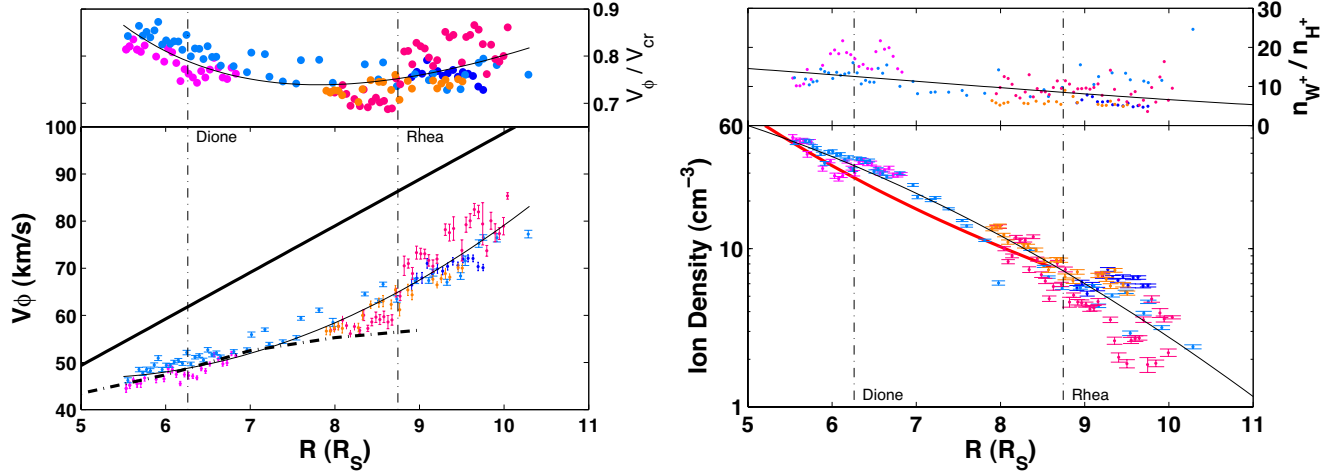 0.9
0.8
0.7
Vϕ / Vcr
100
90
80
70
60
50
40
Vϕ (km/s)
Dione
Rhea
5 6 7 8 9 10 11
R (RS)
30
20
10
0
nW+ / nH+
60
10
1
Ion Density (cm−3)
Dione
Rhea
5 6 7 8 9 10 11
R (RS)